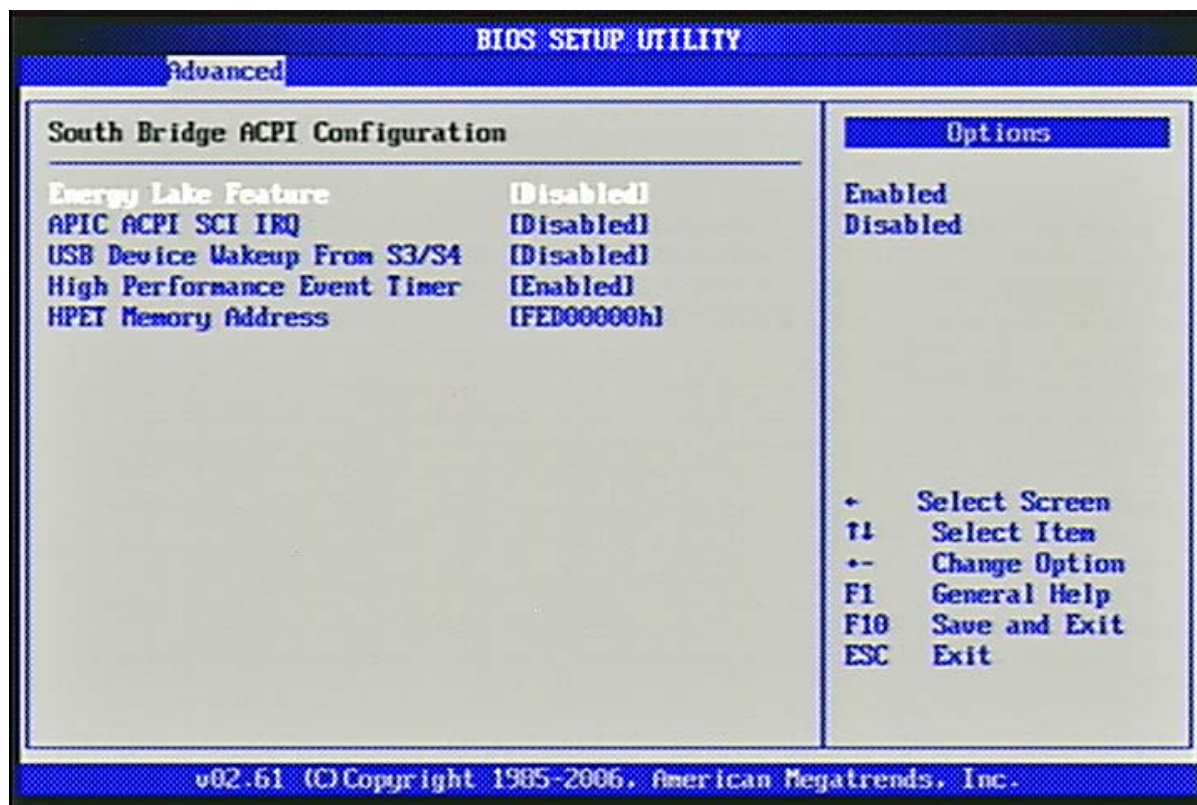 BIOS SETUP UTILITY
Advanced
South Bridge ACPI Configuration
Energy Lake Feature [Disabled]
APIC ACPI SCI IRQ [Disabled]
USB Device Wakeup From S3/S4 [Disabled]
High Performance Event Timer [Enabled]
HPET Memory Address [FED00000h]
Options
Enabled
Disabled
← Select Screen
↑↓ Select Item
+- Change Option
F1 General Help
F10 Save and Exit
ESC Exit
v02.61 (C)Copyright 1985-2006, American Megatrends, Inc.